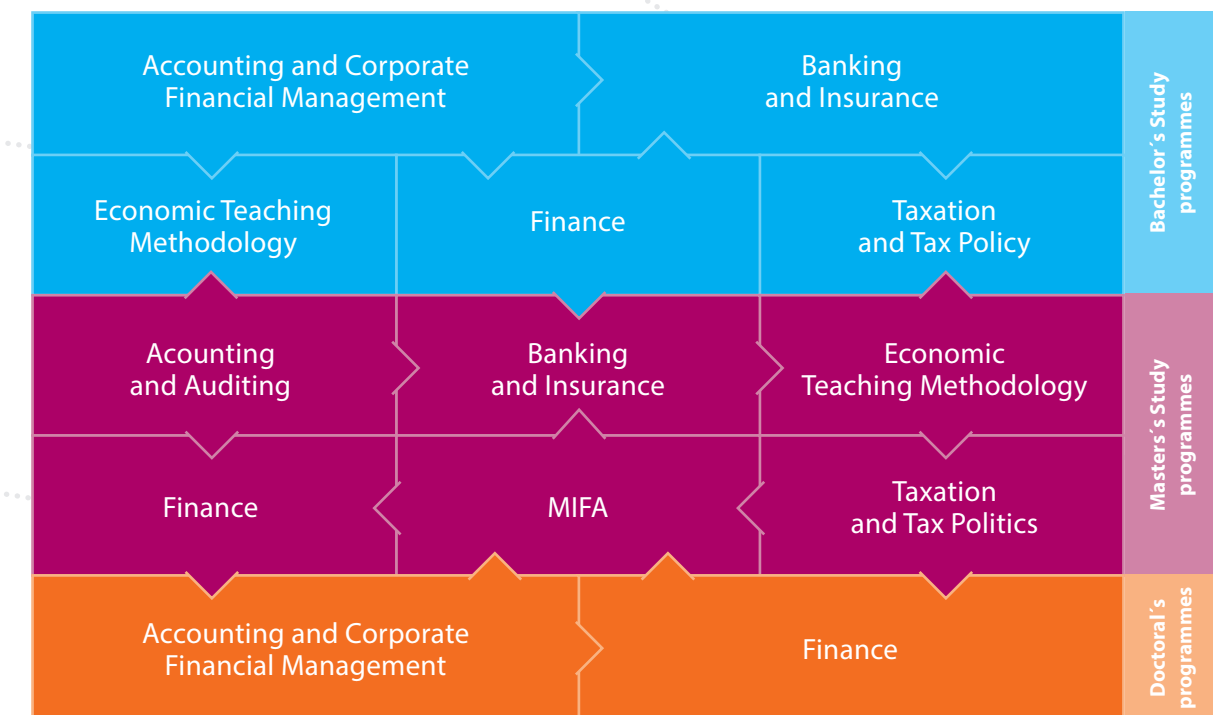 Accounting and Corporate
Financial Management
Banking
and Insurance
Economic Teaching
Methodology
Finance
Taxation
and Tax Policy
Bachelor´s Study
programmes
Acounting
and Auditing
Banking
and Insurance
Economic
Teaching Methodology
Finance
MIFA
Taxation
and Tax Politics
Masters´s Study
programmes
Accounting and Corporate
Financial Management
Finance
Doctoral´s
programmes